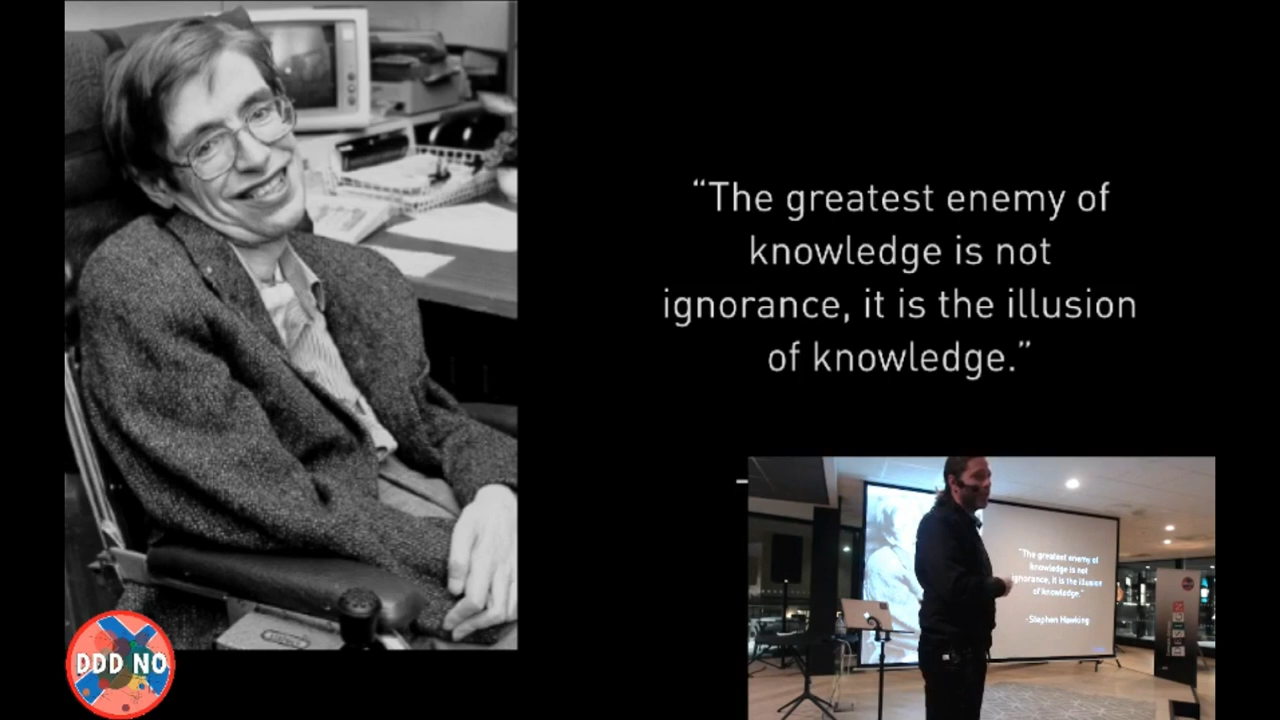 “The greatest enemy of
knowledge is not
ignorance, it is the illusion
of knowledge.”
"The greatest enemy of
knowledge is not
ignorance, it is the illusion
of knowledge."
-Stephen Hawking
DDD NO